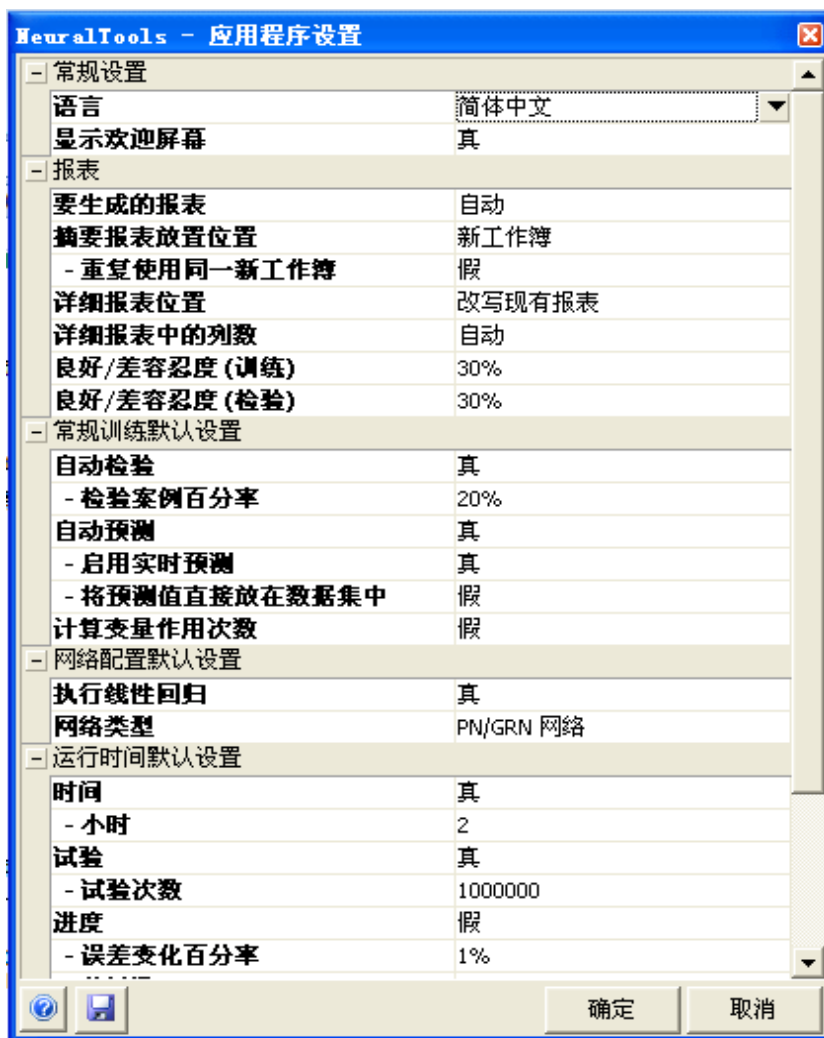 NeuralTools - 应用程序设置
常规设置
语言 简体中文
显示欢迎屏幕 真
报表
要生成的报表 自动
摘要报表放置位置 新工作簿
- 重复使用同一新工作簿 假
详细报表位置 改写现有报表
详细报表中的列数 自动
良好/差容忍度 (训练) 30%
良好/差容忍度 (检验) 30%
常规训练默认设置
自动检验 真
- 检验案例百分率 20%
自动预测 真
- 启用实时预测 真
- 将预测值直接放在数据集中 假
计算变量作用次数 假
网络配置默认设置
执行线性回归 真
网络类型 PN/GRN 网络
运行时间默认设置
时间 真
- 小时 2
试验 真
- 试验次数 1000000
进度 假
- 误差变化百分率 1%
确定 取消